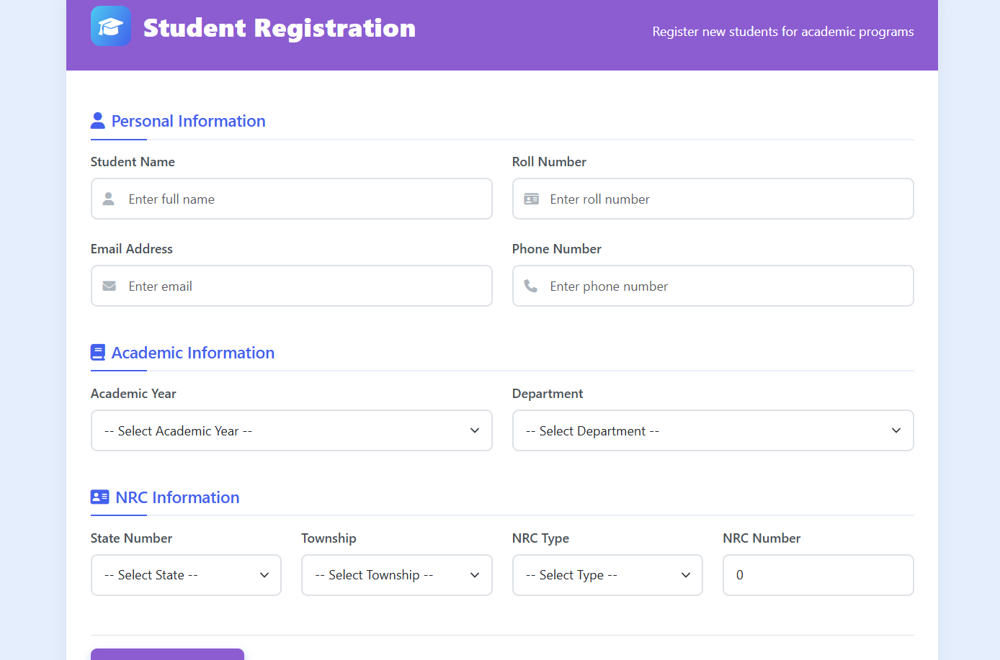 Student Registration
Register new students for academic programs
Personal Information
Student Name
Roll Number
Enter full name
Enter roll number
Email Address
Phone Number
Enter email
Enter phone number
Academic Information
Academic Year
Department
-- Select Academic Year --
-- Select Department --
NRC Information
State Number
Township
NRC Type
NRC Number
-- Select State --
-- Select Township --
-- Select Type --
0